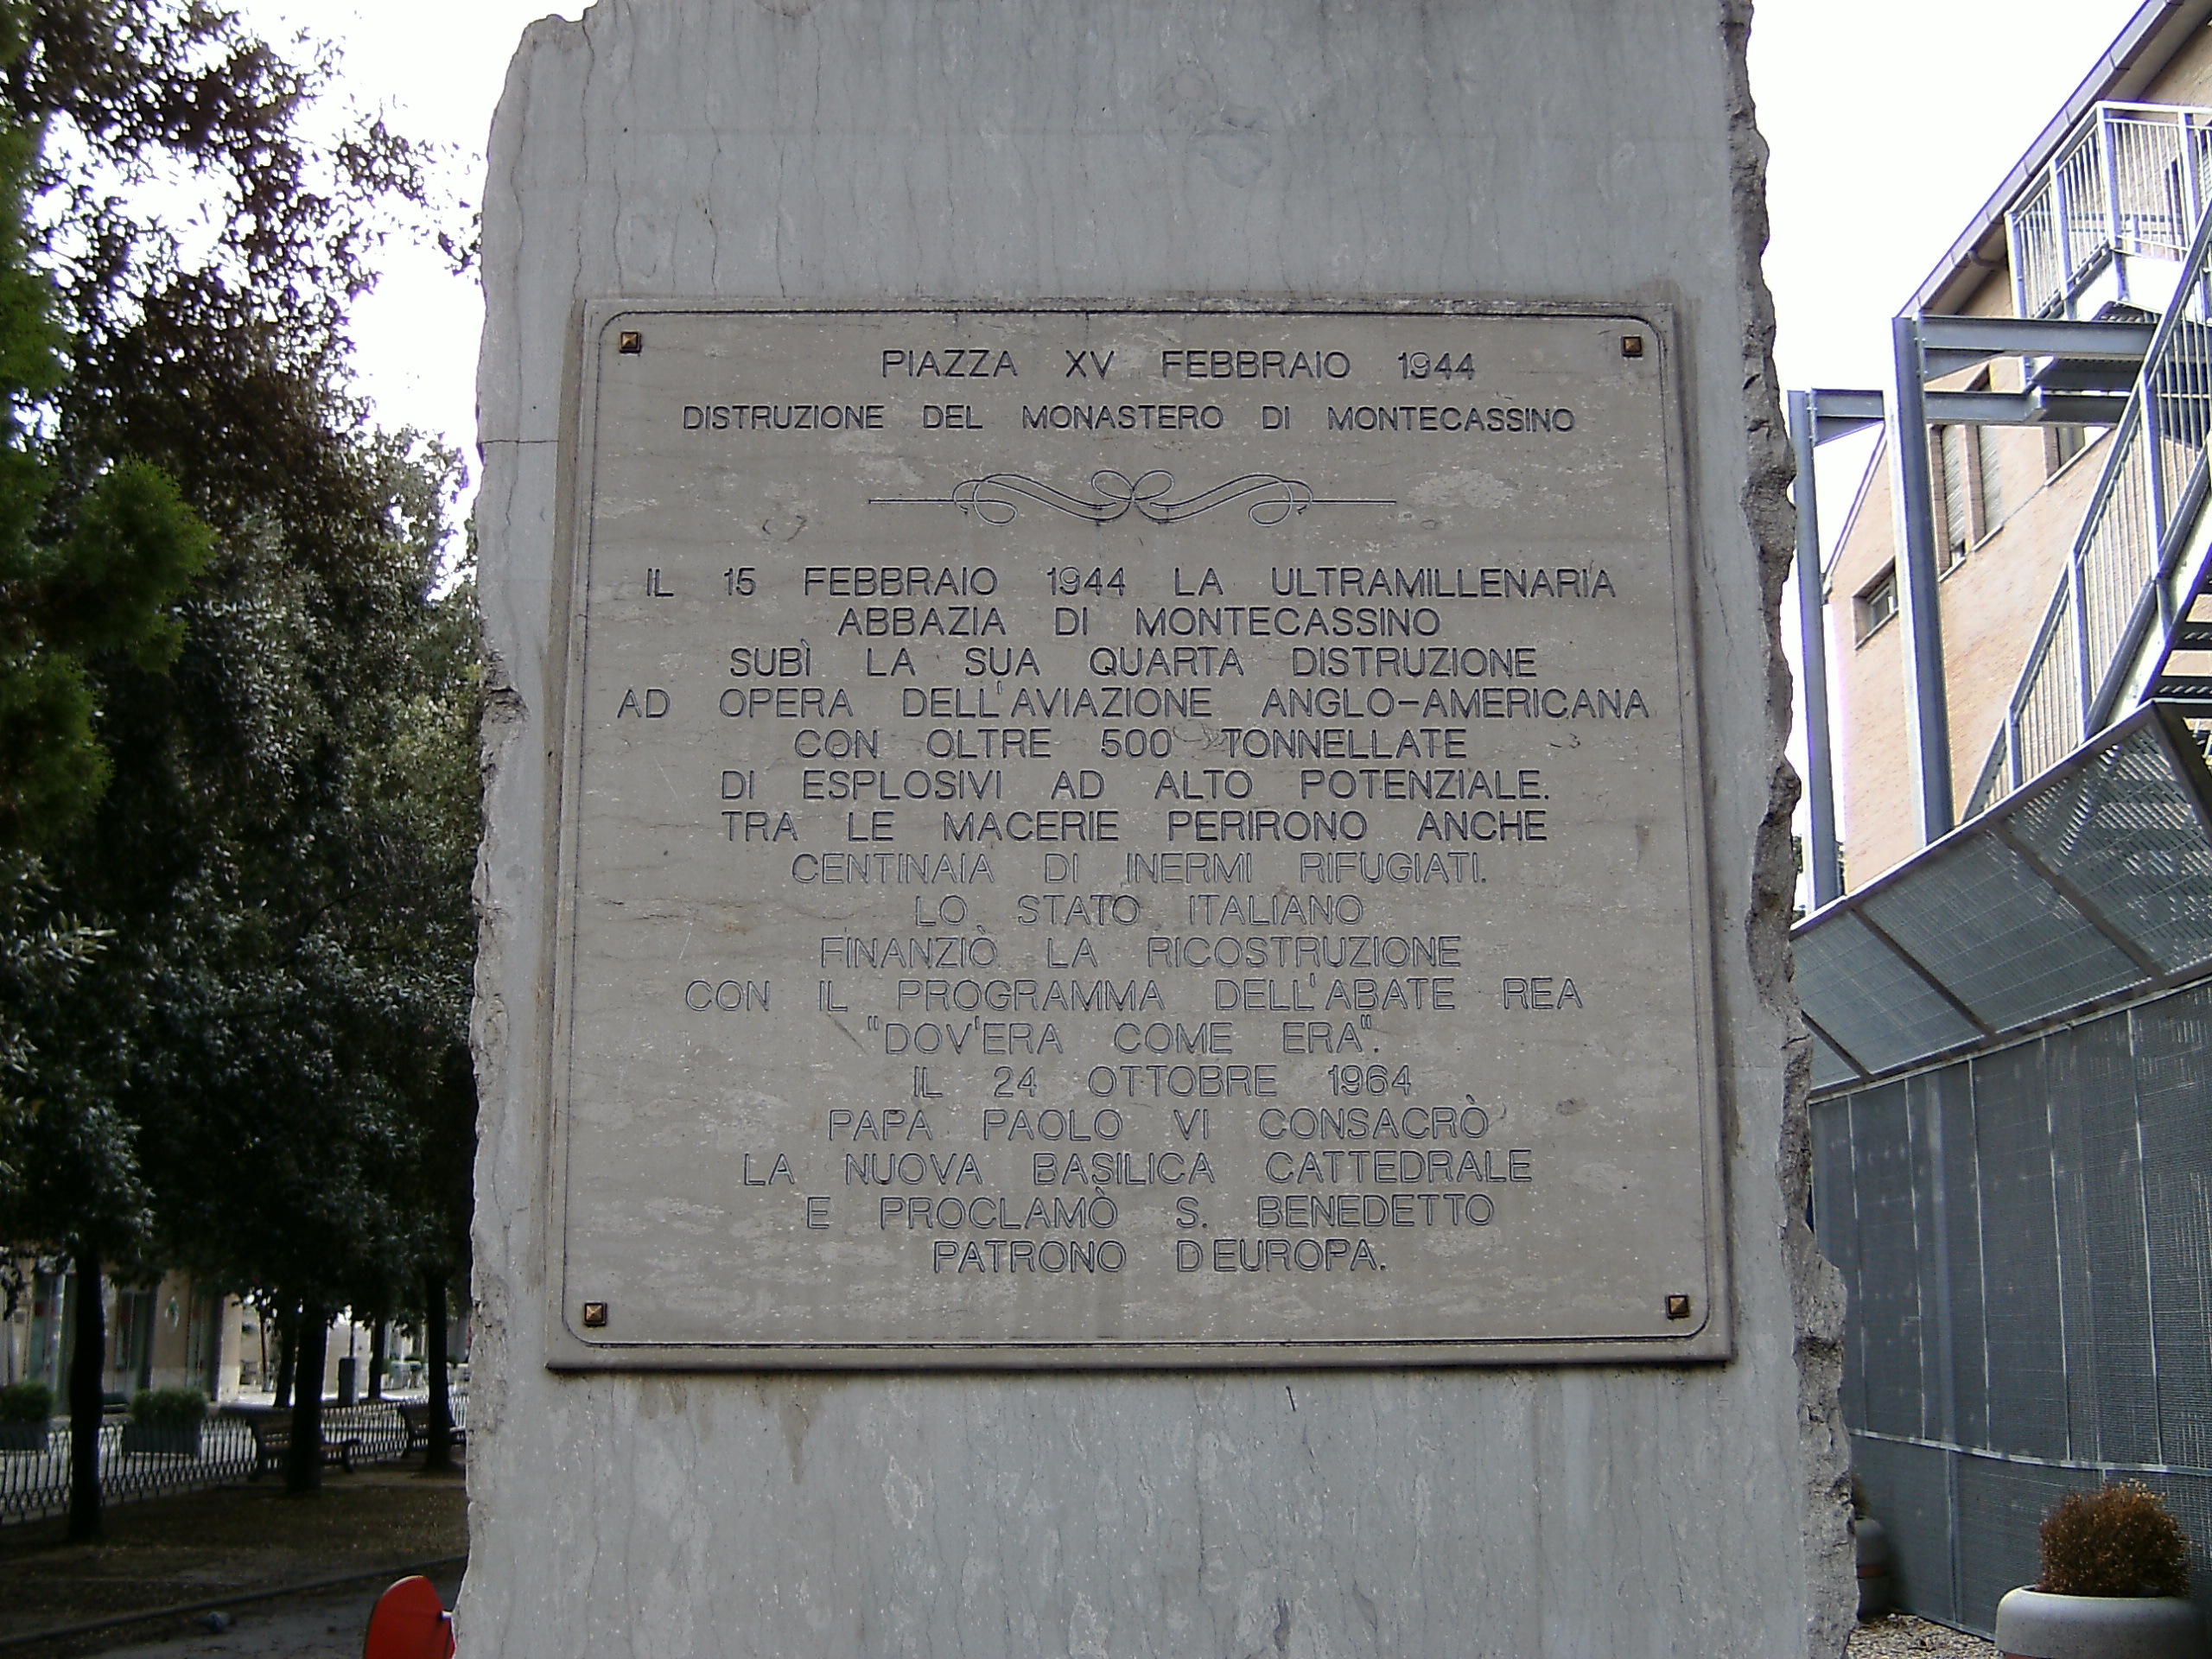 PIAZZA XV FEBBRAIO 1944
DISTRUZIONE DEL MONASTERO DI MONTECASSINO
IL 15 FEBBRAIO 1944 LA ULTRAMILLENARIA
ABBAZIA DI MONTECASSINO
SUBÌ LA SUA QUARTA DISTRUZIONE
AD OPERA DELL'AVIAZIONE ANGLO-AMERICANA
CON OLTRE 500 TONNELLATE
DI ESPLOSIVI AD ALTO POTENZIALE.
TRA LE MACERIE PERIRONO ANCHE
CENTINAIA DI INERMI RIFUGIATI.
LO STATO ITALIANO
FINANZIÒ LA RICOSTRUZIONE
CON IL PROGRAMMA DELL'ABATE REA
"DOV'ERA COME ERA".
IL 24 OTTOBRE 1964
PAPA PAOLO VI CONSACRÒ
LA NUOVA BASILICA CATTEDRALE
E PROCLAMÒ S. BENEDETTO
PATRONO D'EUROPA.